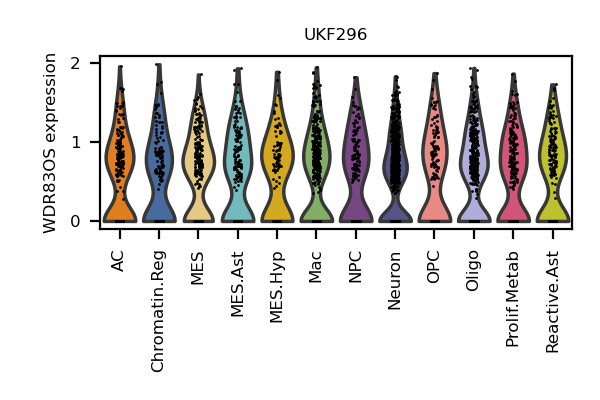 UKF296
WDR83OS expression
2
1
0
AC
Chromatin.Reg
MES
MES.Ast
MES.Hyp
Mac
NPC
Neuron
OPC
Oligo
Prolif.Metab
Reactive.Ast